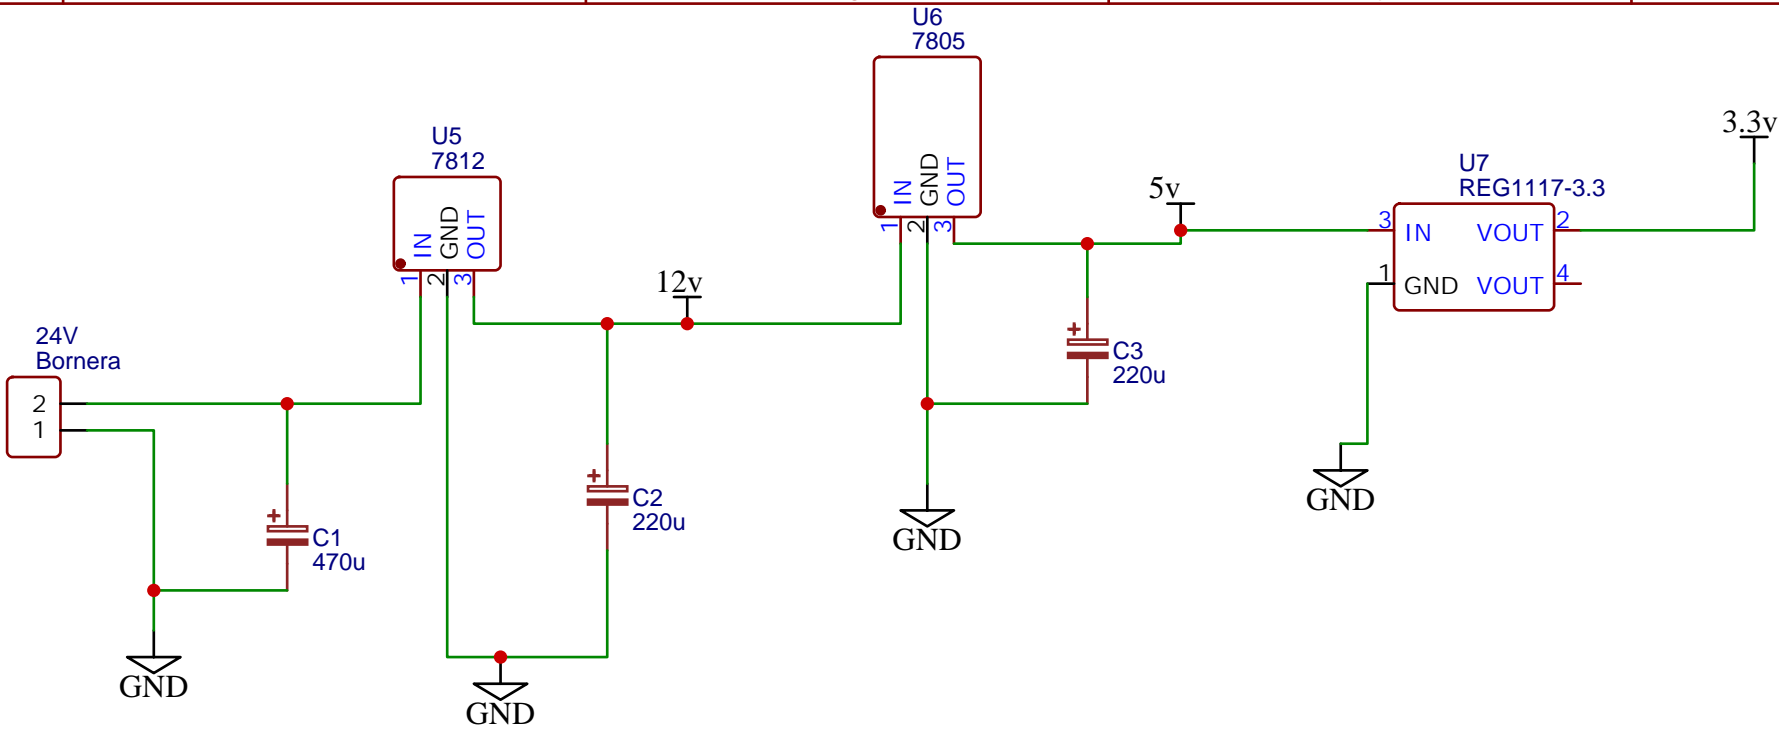 U6
7805
IN
GND
OUT
1
2
3
U5
7812
IN
GND
OUT
1
2
3
12v
5v
3.3v
U7
REG1117-3.3
3
IN
VOUT
2
1
GND
VOUT
4
24V
Bornera
2
1
+
C1
470u
+
C2
220u
+
C3
220u
GND
GND
GND
GND